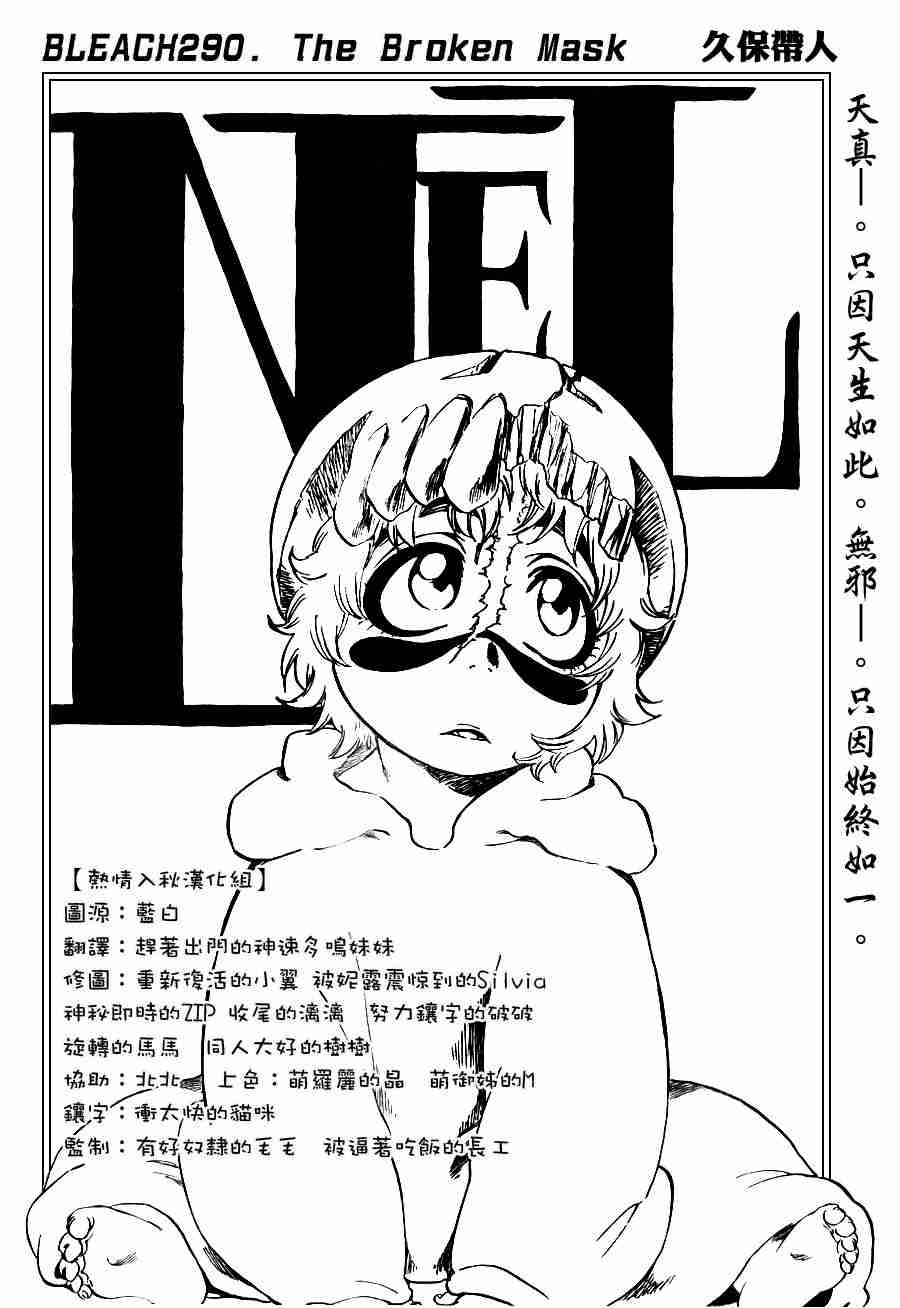 BLEACH290. The Broken Mask 久保帶人
NEL
天真—。只因天生如此。無邪—。只因始終如一。
【熱情入秋漢化組】
圖源：藍白
翻譯：趕著出門的神速多鳴妹妹
修圖：重新復活的小翼 被妮露震惊到的Silvia
神秘即時的ZIP 收尾的滴滴 努力鑲字的破破
旋轉的馬馬 同人大好的樹樹
協助：北北 上色：萌羅麗的晶 萌御姊的M
鑲字：衝太快的貓咪
監制：有好奴隸的毛毛 被逼著吃飯的長工